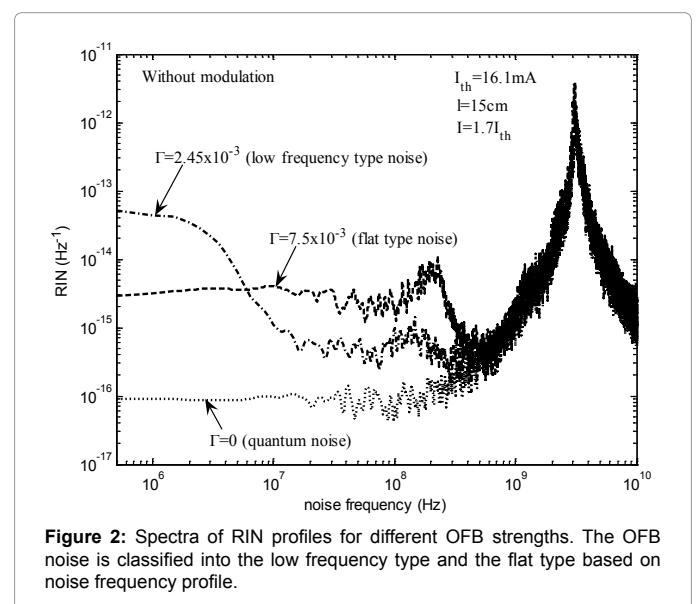 10^-11
Without modulation
I_th=16.1mA
l=15cm
I=1.7I_th
10^-12
Γ=2.45x10^-3 (low frequency type noise)
10^-13
Γ=7.5x10^-3 (flat type noise)
10^-14
RIN (Hz^-1)
10^-15
10^-16
Γ=0 (quantum noise)
10^-17
10^6 10^7 10^8 10^9 10^10
noise frequency (Hz)
Figure 2: Spectra of RIN profiles for different OFB strengths. The OFB
noise is classified into the low frequency type and the flat type based on
noise frequency profile.